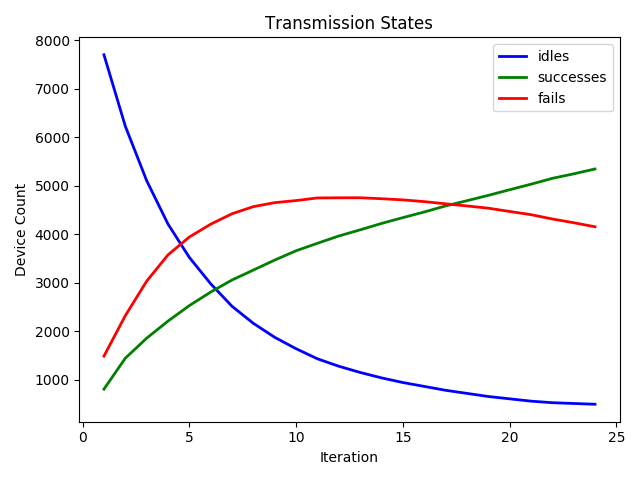 Transmission States
8000
7000
6000
5000
4000
3000
2000
1000
Device Count
idles
successes
fails
0 5 10 15 20 25
Iteration